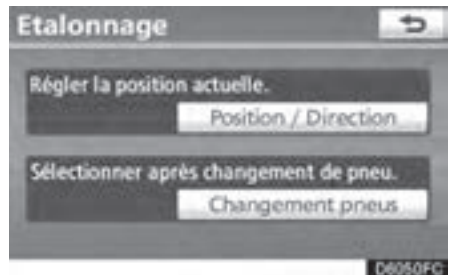 Etalonnage
Régler la position actuelle.
Position / Direction
Sélectionner après changement de pneu.
Changement pneus
D6050FC